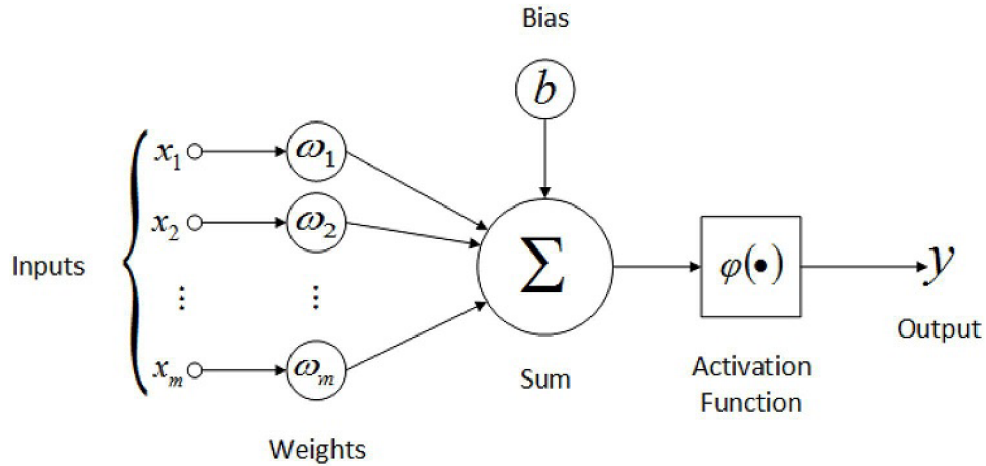 Bias
b
x₁ ω₁
x₂ ω₂
Inputs
Σ
φ(•)
y
⋮ ⋮
Output
xₘ ωₘ
Sum
Activation
Function
Weights